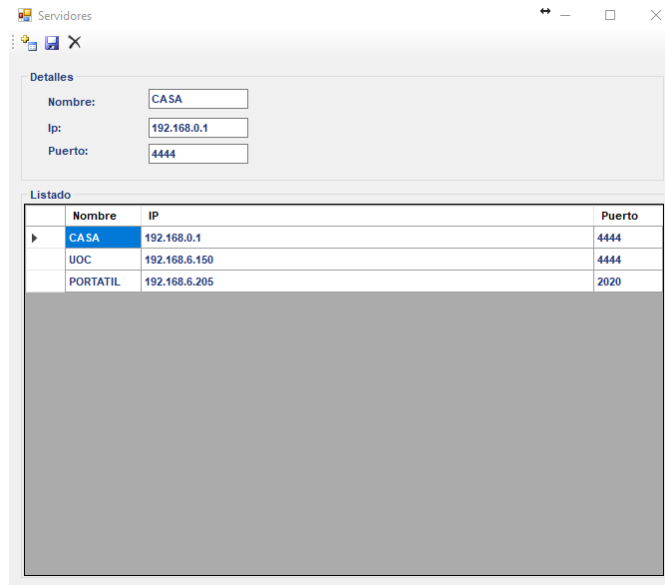 Servidores
Detalles
Nombre: CASA
Ip: 192.168.0.1
Puerto: 4444
Listado
Nombre IP Puerto
CASA 192.168.0.1 4444
UOC 192.168.6.150 4444
PORTATIL 192.168.6.205 2020